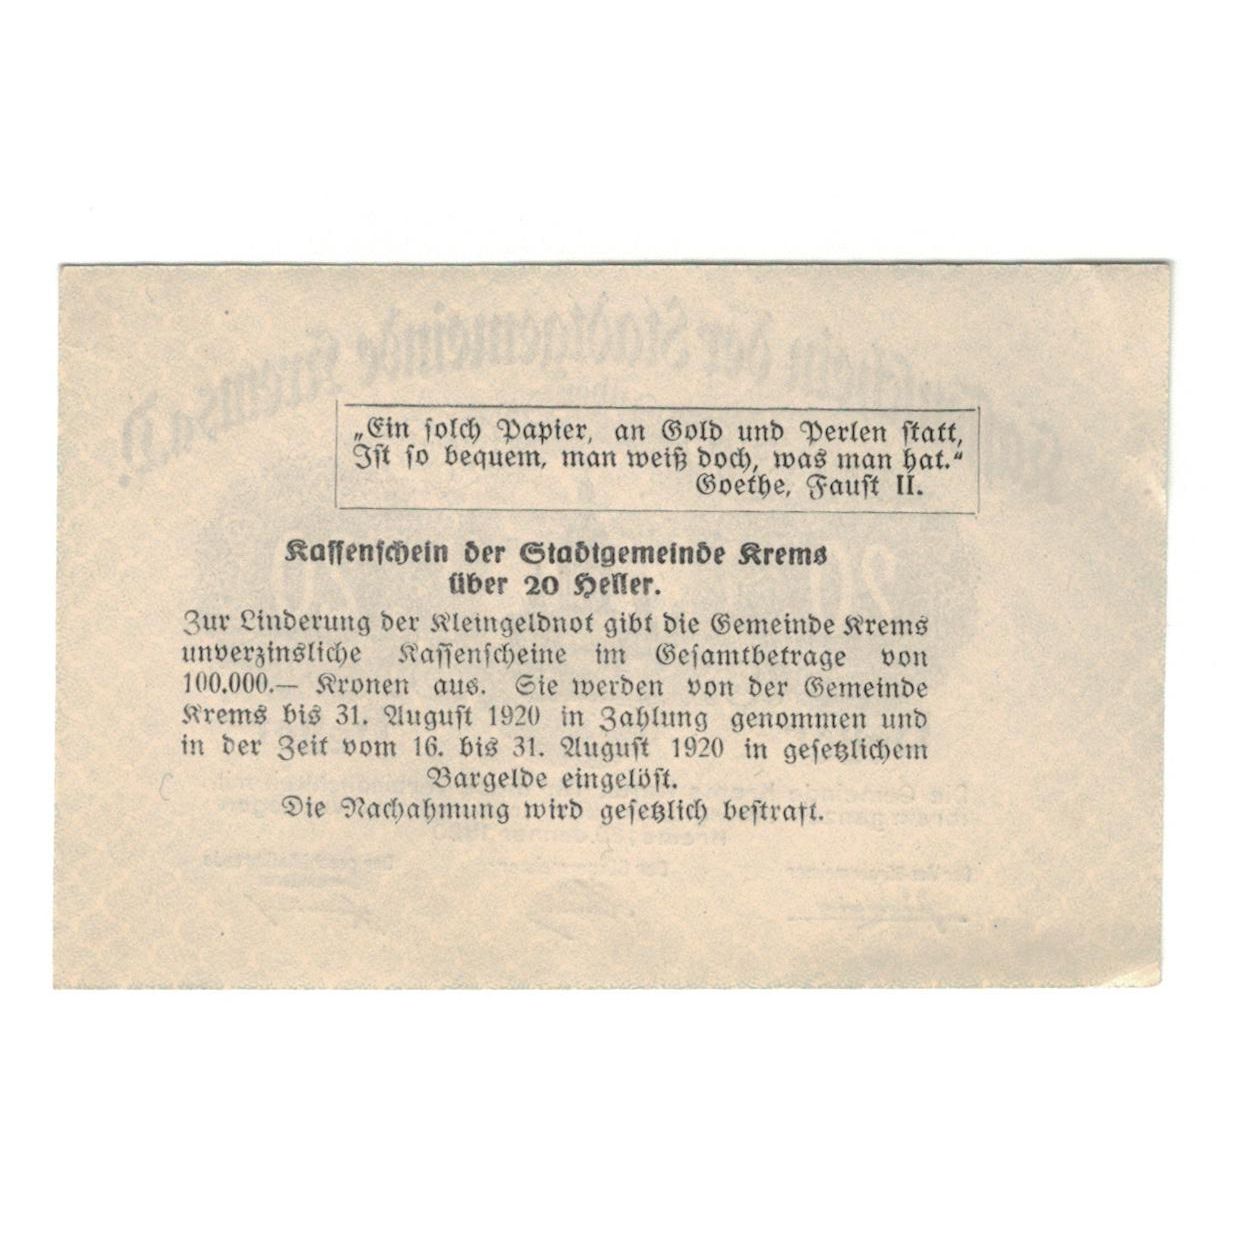 „Ein solch Papier, an Gold und Perlen statt,
Ist so bequem, man weiß doch, was man hat.“
Goethe, Faust II.
Kassenschein der Stadtgemeinde Krems
über 20 Heller.
Zur Linderung der Kleingeldnot gibt die Gemeinde Krems
unverzinsliche Kassenscheine im Gesamtbetrage von
100.000.— Kronen aus. Sie werden von der Gemeinde
Krems bis 31. August 1920 in Zahlung genommen und
in der Zeit vom 16. bis 31. August 1920 in gesetzlichem
Bargelde eingelöst.
Die Nachahmung wird gesetzlich bestraft.